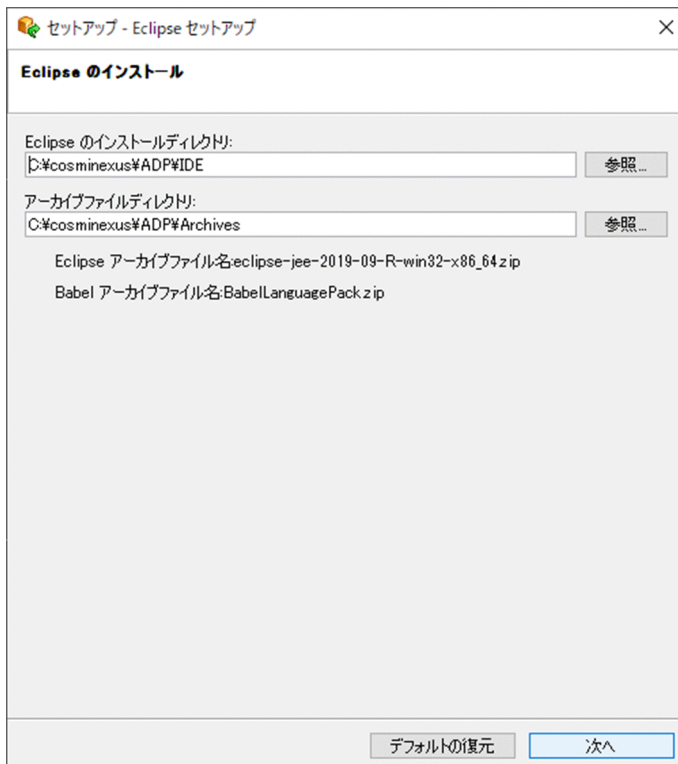 セットアップ - Eclipse セットアップ
Eclipse のインストール
Eclipse のインストールディレクトリ:
C:¥cosminexus¥ADP¥IDE
参照...
アーカイブファイルディレクトリ:
C:¥cosminexus¥ADP¥Archives
参照...
Eclipse アーカイブファイル名:eclipse-jee-2019-09-R-win32-x86_64.zip
Babel アーカイブファイル名:BabelLanguagePack.zip
デフォルトの復元
次へ